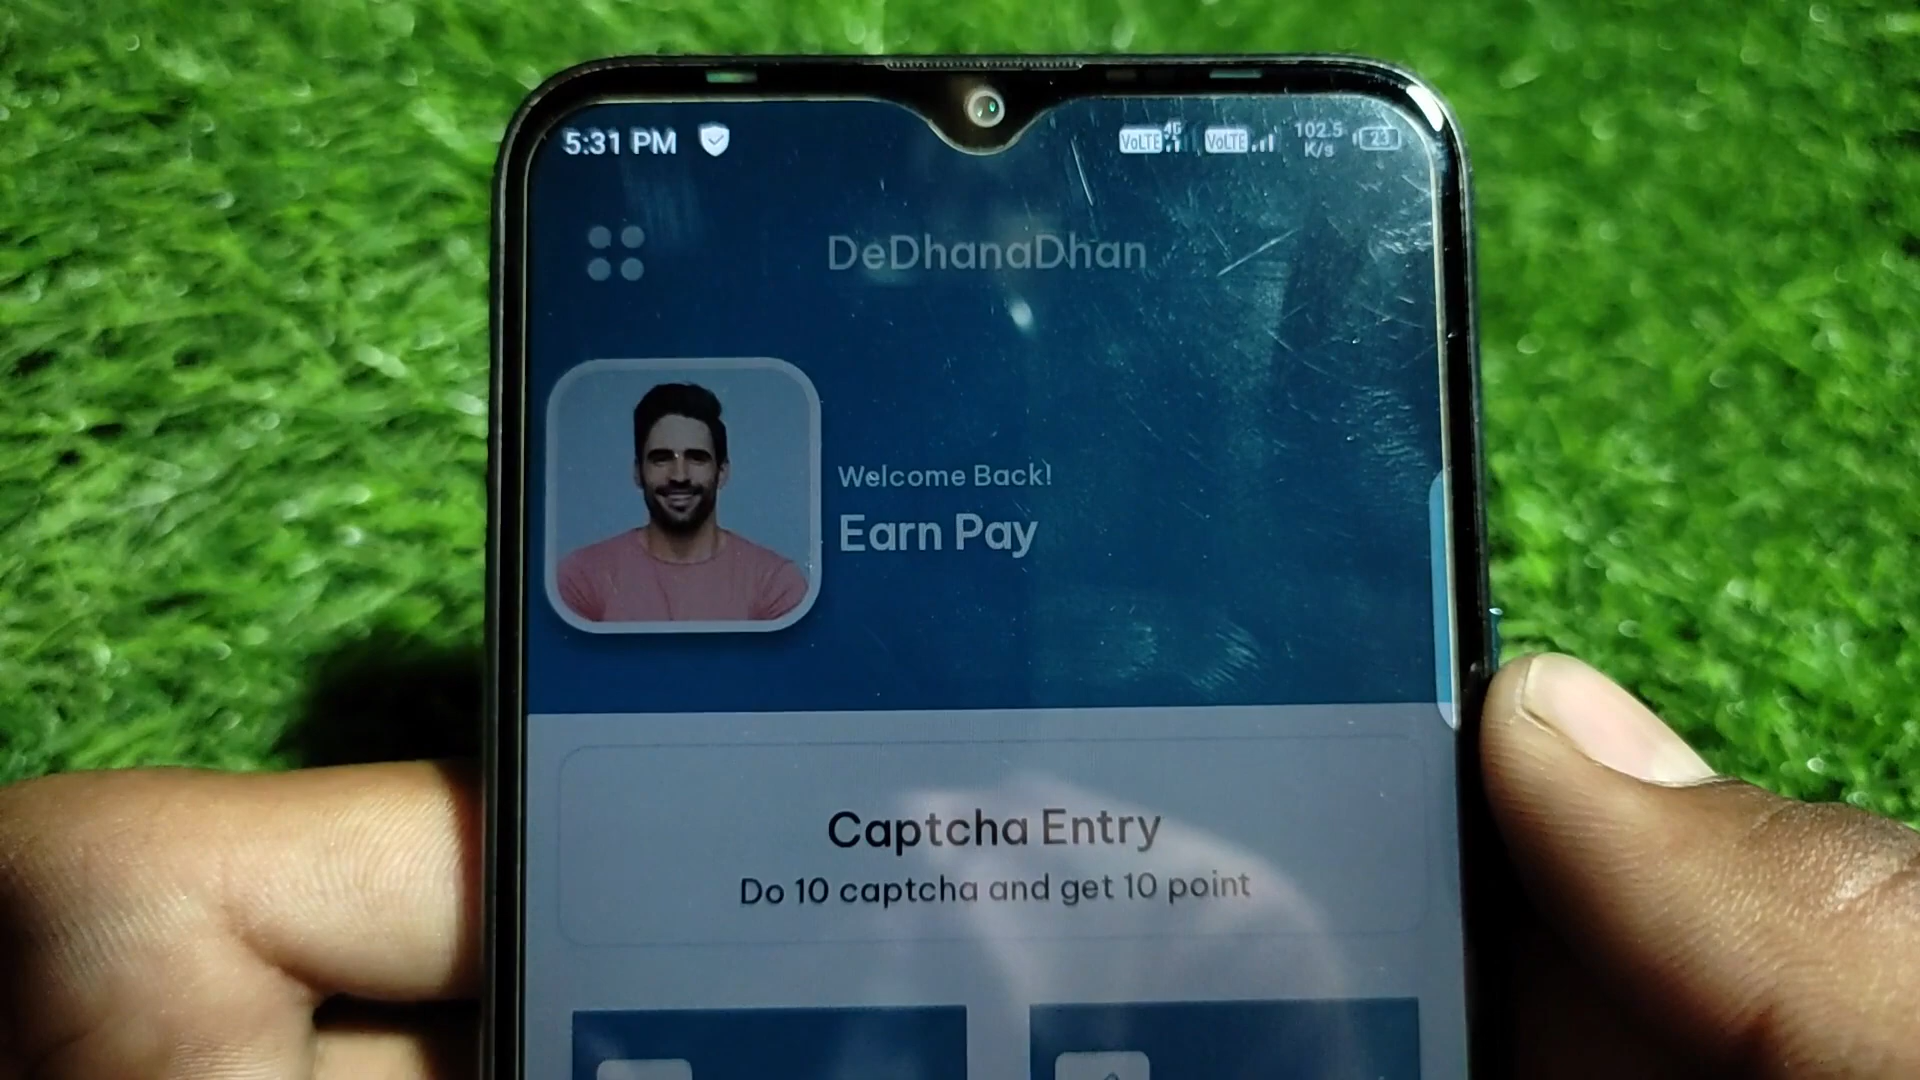 5:31 PM
VoLTE 4G VoLTE 102.5 K/s 23
DeDhanaDhan
Welcome Back!
Earn Pay
Captcha Entry
Do 10 captcha and get 10 point